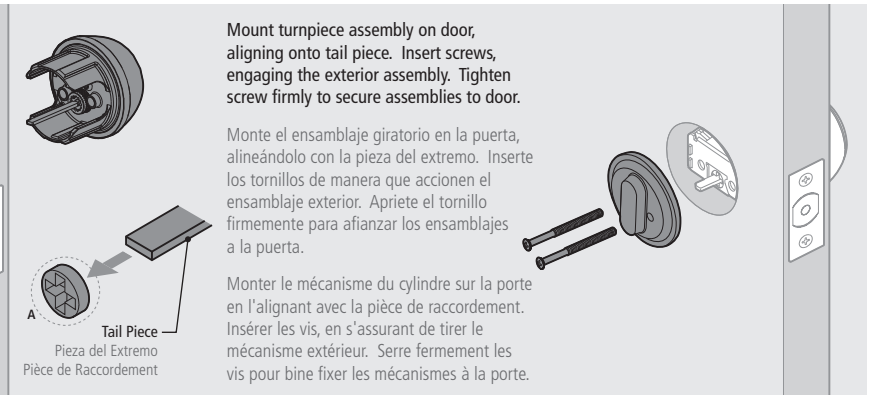 Mount turnpiece assembly on door,
aligning onto tail piece. Insert screws,
engaging the exterior assembly. Tighten
screw firmly to secure assemblies to door.
Monte el ensamblaje giratorio en la puerta,
alineándolo con la pieza del extremo. Inserte
los tornillos de manera que accionen el
ensamblaje exterior. Apriete el tornillo
firmemente para afianzar los ensamblajes
a la puerta.
Monter le mécanisme du cylindre sur la porte
en l'alignant avec la pièce de raccordement.
Insérer les vis, en s'assurant de tirer le
mécanisme extérieur. Serre fermement les
vis pour bine fixer les mécanismes à la porte.
A
Tail Piece
Pieza del Extremo
Pièce de Raccordement